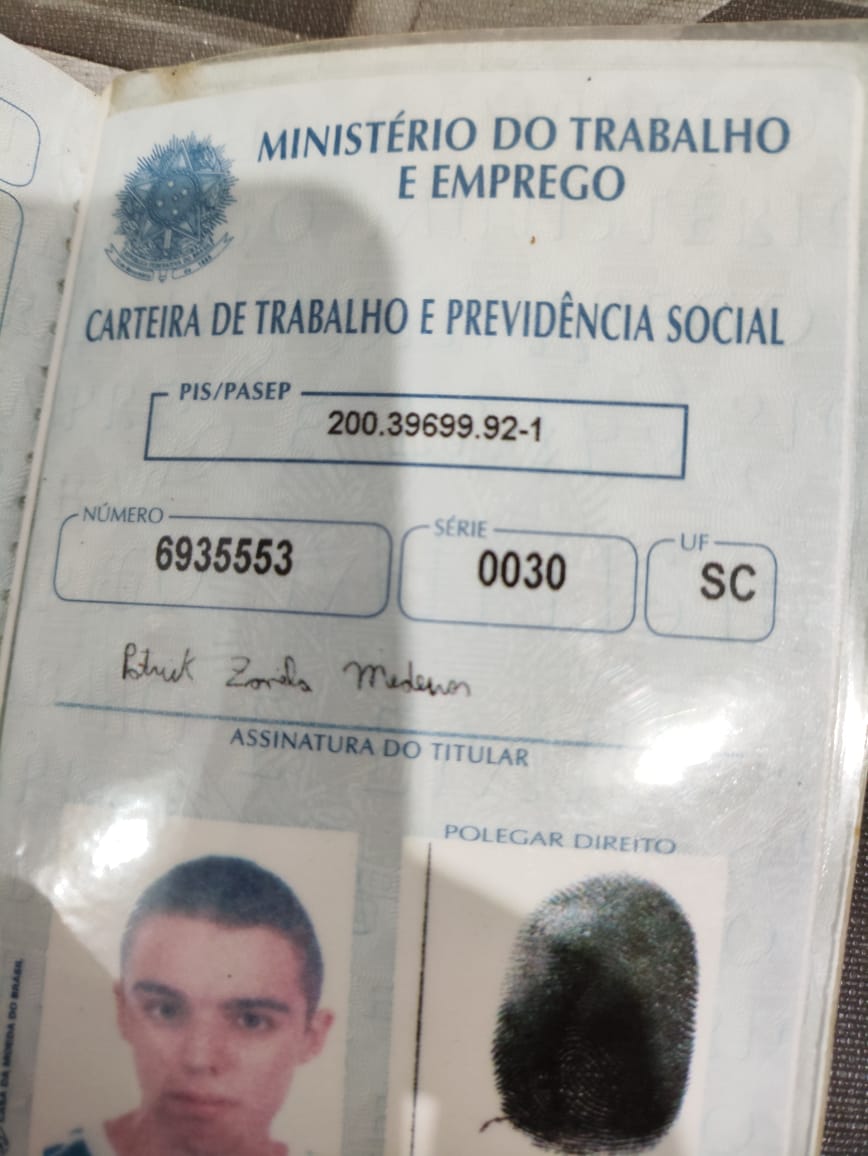 MINISTÉRIO DO TRABALHO
E EMPREGO
CARTEIRA DE TRABALHO E PREVIDÊNCIA SOCIAL
PIS/PASEP
200.39699.92-1
NÚMERO
6935553
SÉRIE
0030
UF
SC
Patrick Medeiros
ASSINATURA DO TITULAR
POLEGAR DIREITO
CASA DA MOEDA DO BRASIL